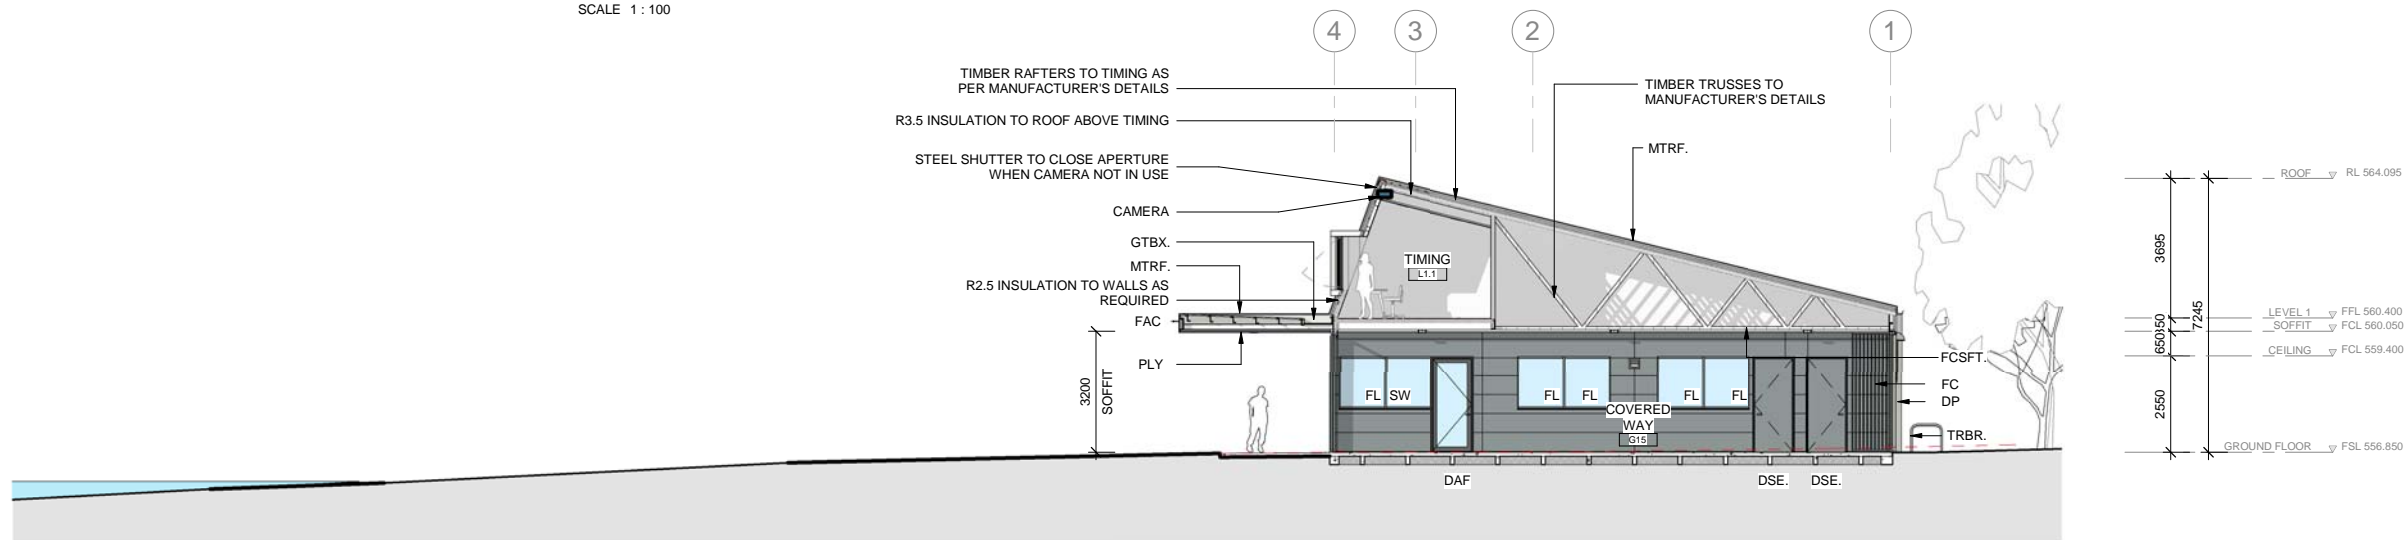 SCALE 1 : 100
4
3
2
1
TIMBER RAFTERS TO TIMING AS
PER MANUFACTURER'S DETAILS
R3.5 INSULATION TO ROOF ABOVE TIMING
STEEL SHUTTER TO CLOSE APERTURE
WHEN CAMERA NOT IN USE
CAMERA
GTBX.
MTRF.
R2.5 INSULATION TO WALLS AS
REQUIRED
FAC
PLY
3200
SOFFIT
TIMBER TRUSSES TO
MANUFACTURER'S DETAILS
MTRF.
TIMING
L1.1
FL SW
FL FL
FL FL
COVERED
WAY
G15
DAF
DSE. DSE.
FCSFT.
FC
DP
TRBR.
3695
350
650
2550
7245
ROOF RL 564.095
LEVEL 1 FFL 560.400
SOFFIT FCL 560.050
CEILING FCL 559.400
GROUND FLOOR FSL 556.850